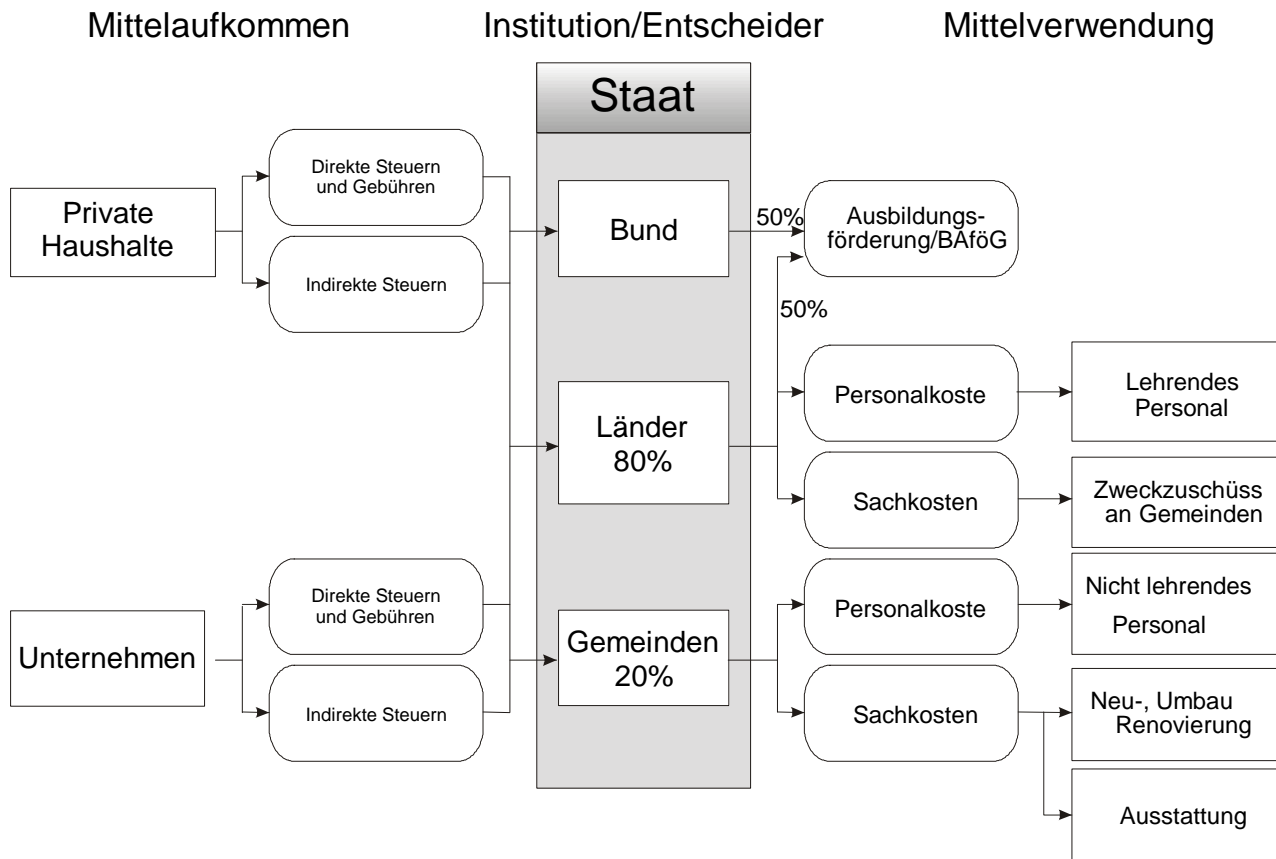 Mittelaufkommen
Institution/Entscheider
Mittelverwendung
Staat
Direkte Steuern
und Gebühren
Private
Haushalte
Indirekte Steuern
Bund
50%
Ausbildungs-
förderung/BAföG
50%
Länder
80%
Personalkoste
Lehrendes
Personal
Sachkosten
Zweckzuschüss
an Gemeinden
Direkte Steuern
und Gebühren
Unternehmen
Indirekte Steuern
Gemeinden
20%
Personalkoste
Nicht lehrendes
Personal
Sachkosten
Neu-, Umbau
Renovierung
Ausstattung